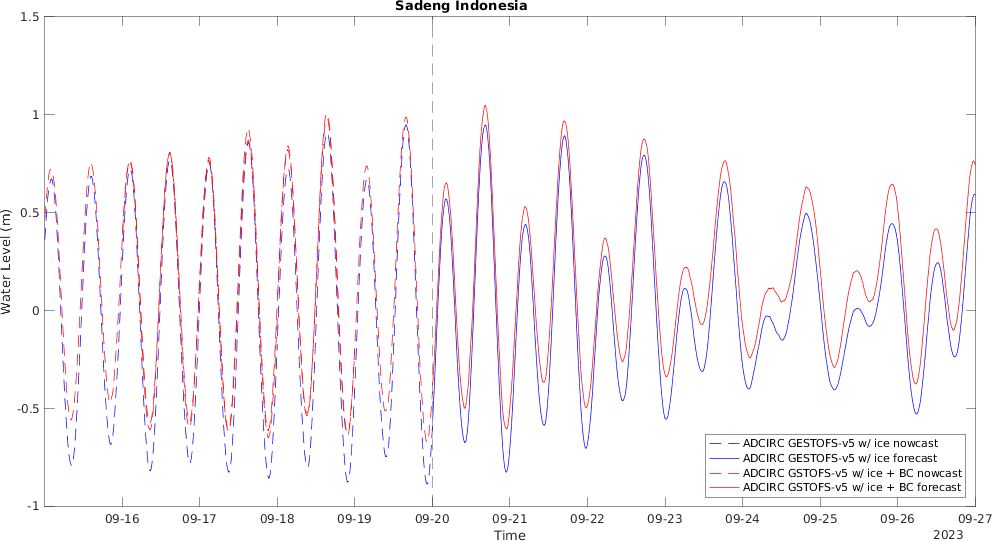 Sadeng Indonesia
1.5
1
0.5
0
-0.5
-1
Water Level (m)
09-16 09-17 09-18 09-19 09-20 09-21 09-22 09-23 09-24 09-25 09-26 09-27
Time
2023
ADCIRC GESTOFS-v5 w/ ice nowcast
ADCIRC GESTOFS-v5 w/ ice forecast
ADCIRC GSTOFS-v5 w/ ice + BC nowcast
ADCIRC GSTOFS-v5 w/ ice + BC forecast